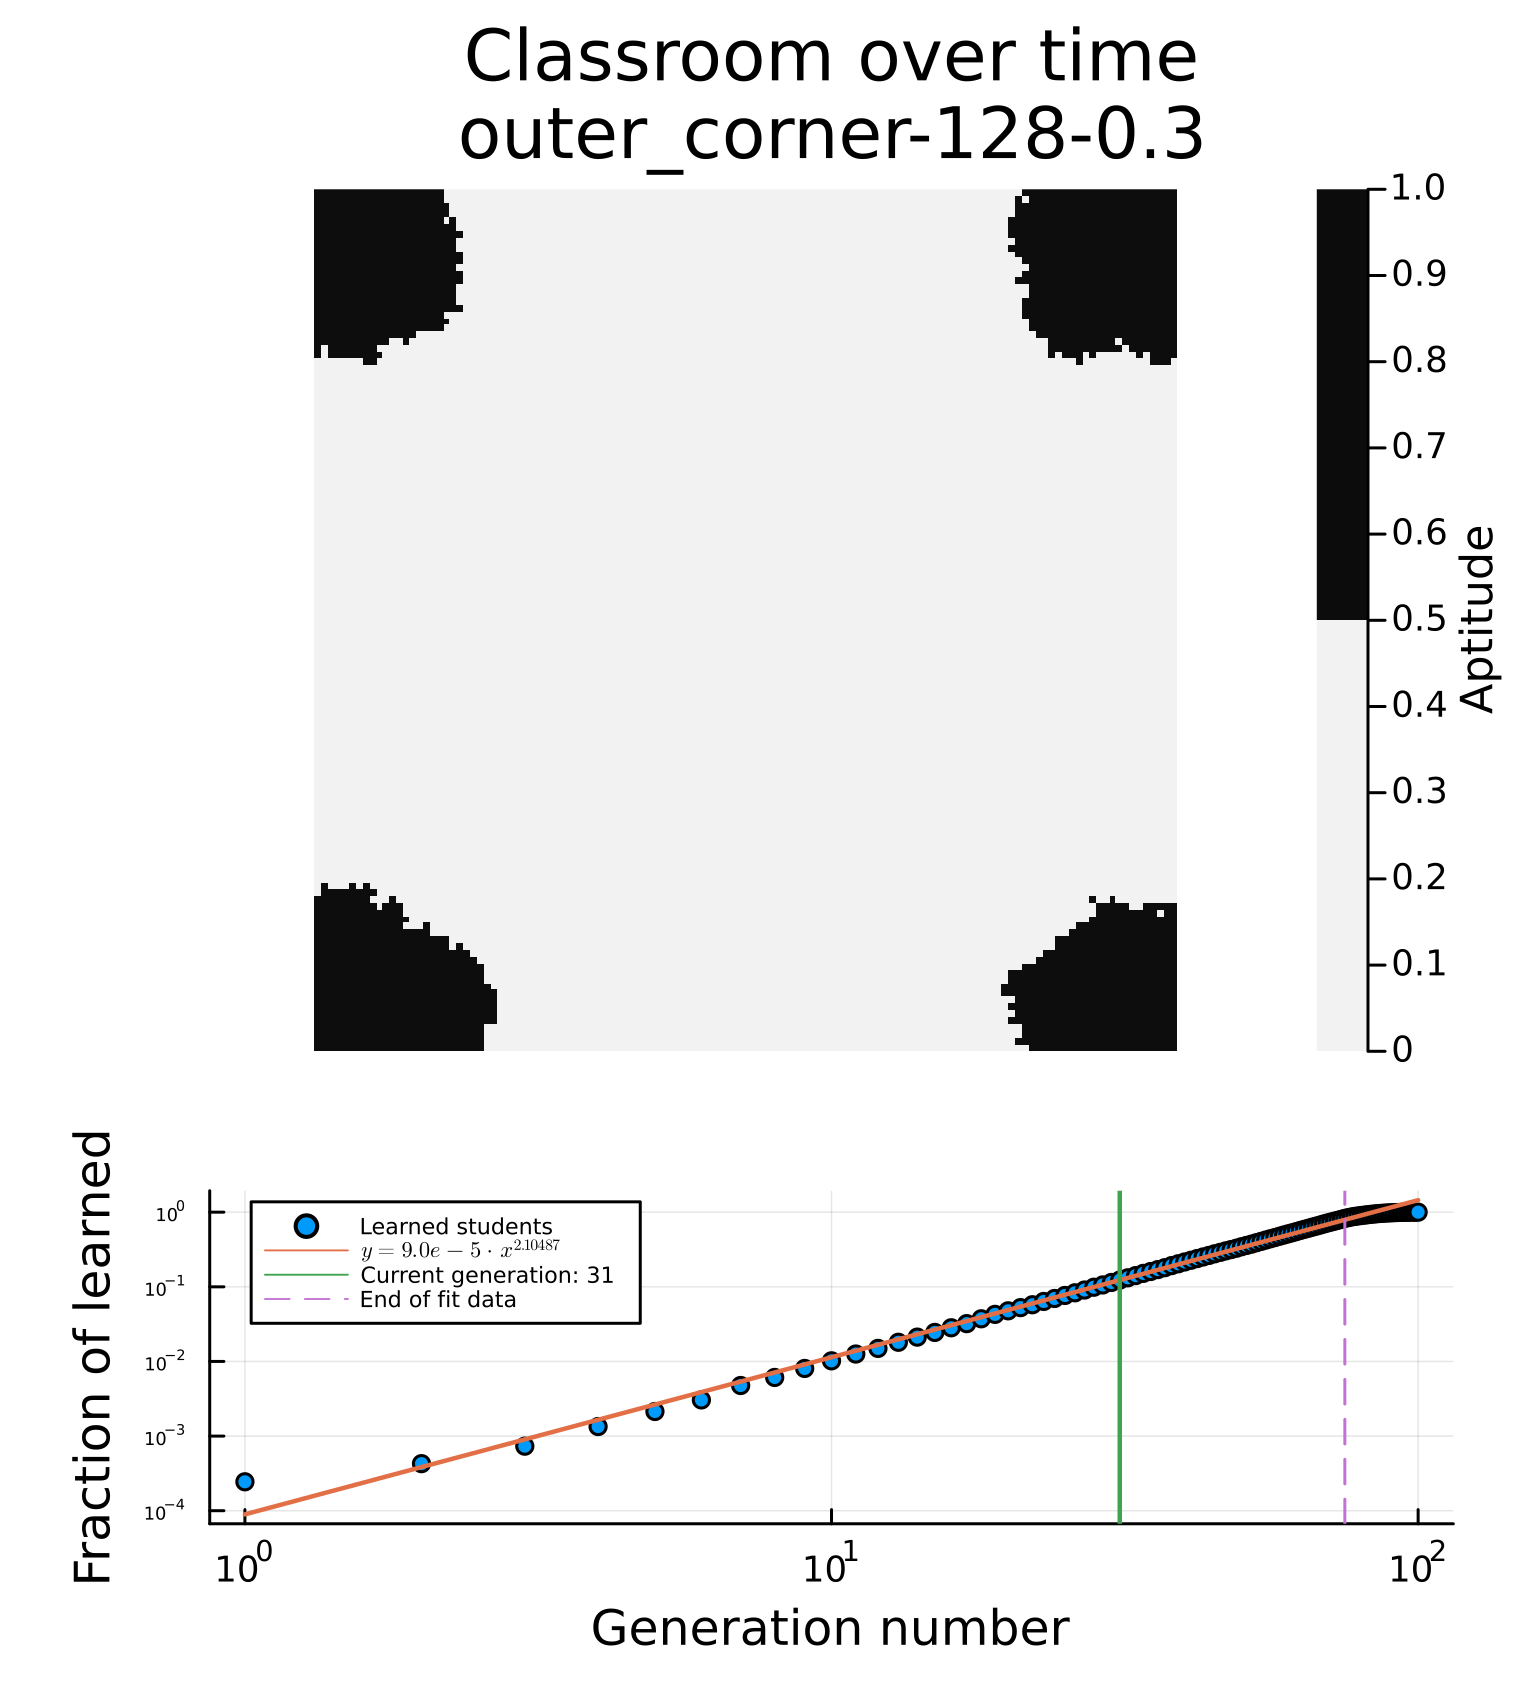 Classroom over time
outer_corner-128-0.3
1.0
0.9
0.8
0.7
0.6
0.5
0.4
0.3
0.2
0.1
0
Aptitude
Fraction of learned
10^0
10^-1
10^-2
10^-3
10^-4
Learned students
y = 9.0e − 5 · x^2.10487
Current generation: 31
End of fit data
10^0
10^1
10^2
Generation number